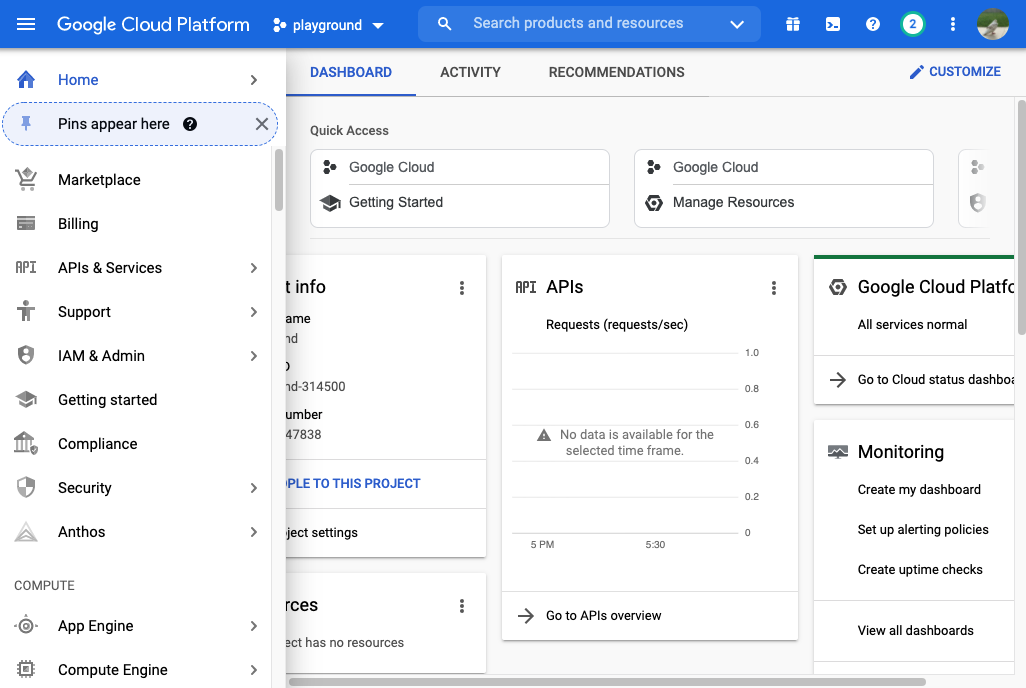 Google Cloud Platform
playground
Search products and resources
2
Home
Pins appear here
Marketplace
Billing
API APIs & Services
Support
IAM & Admin
Getting started
Compliance
Security
Anthos
COMPUTE
App Engine
Compute Engine
DASHBOARD
ACTIVITY
RECOMMENDATIONS
CUSTOMIZE
Quick Access
Google Cloud
Getting Started
Google Cloud
Manage Resources
t info
ame
nd
nd-314500
umber
47838
OPLE TO THIS PROJECT
ject settings
rces
ect has no resources
API APIs
Requests (requests/sec)
1.0
0.8
0.6
0.4
0.2
0
No data is available for the
selected time frame.
5 PM
5:30
Go to APIs overview
Google Cloud Platfo
All services normal
Go to Cloud status dashboa
Monitoring
Create my dashboard
Set up alerting policies
Create uptime checks
View all dashboards